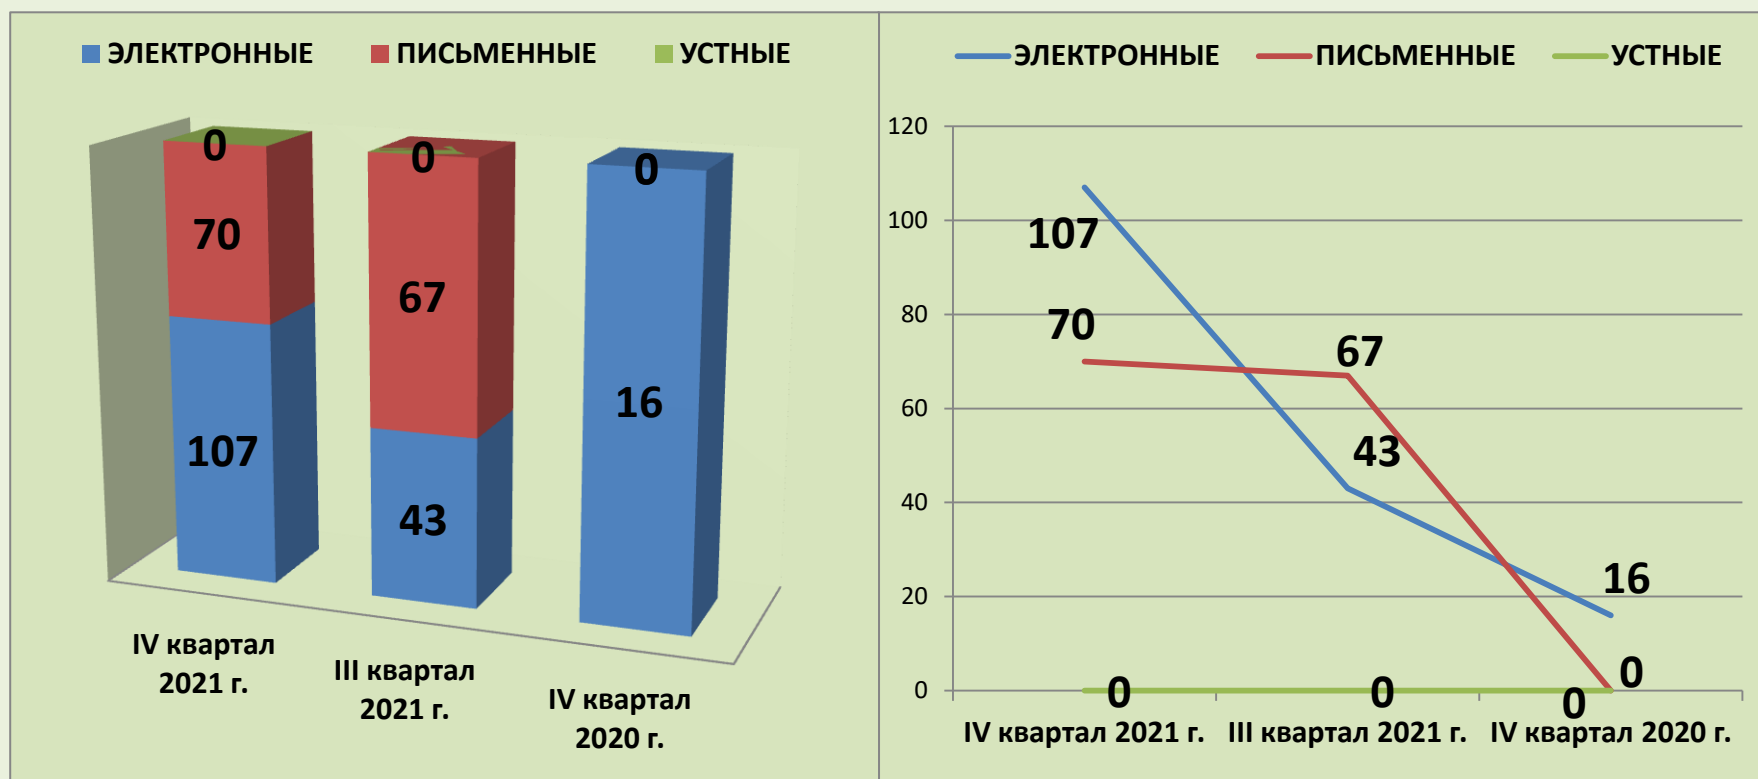 ЭЛЕКТРОННЫЕ ПИСЬМЕННЫЕ УСТНЫЕ
0
0
0
70
67
16
107
43
IV квартал
2021 г.
III квартал
2021 г.
IV квартал
2020 г.
ЭЛЕКТРОННЫЕ ПИСЬМЕННЫЕ УСТНЫЕ
120
100
80
60
40
20
0
107
70
67
43
16
0
0
0
0
IV квартал 2021 г. III квартал 2021 г. IV квартал 2020 г.